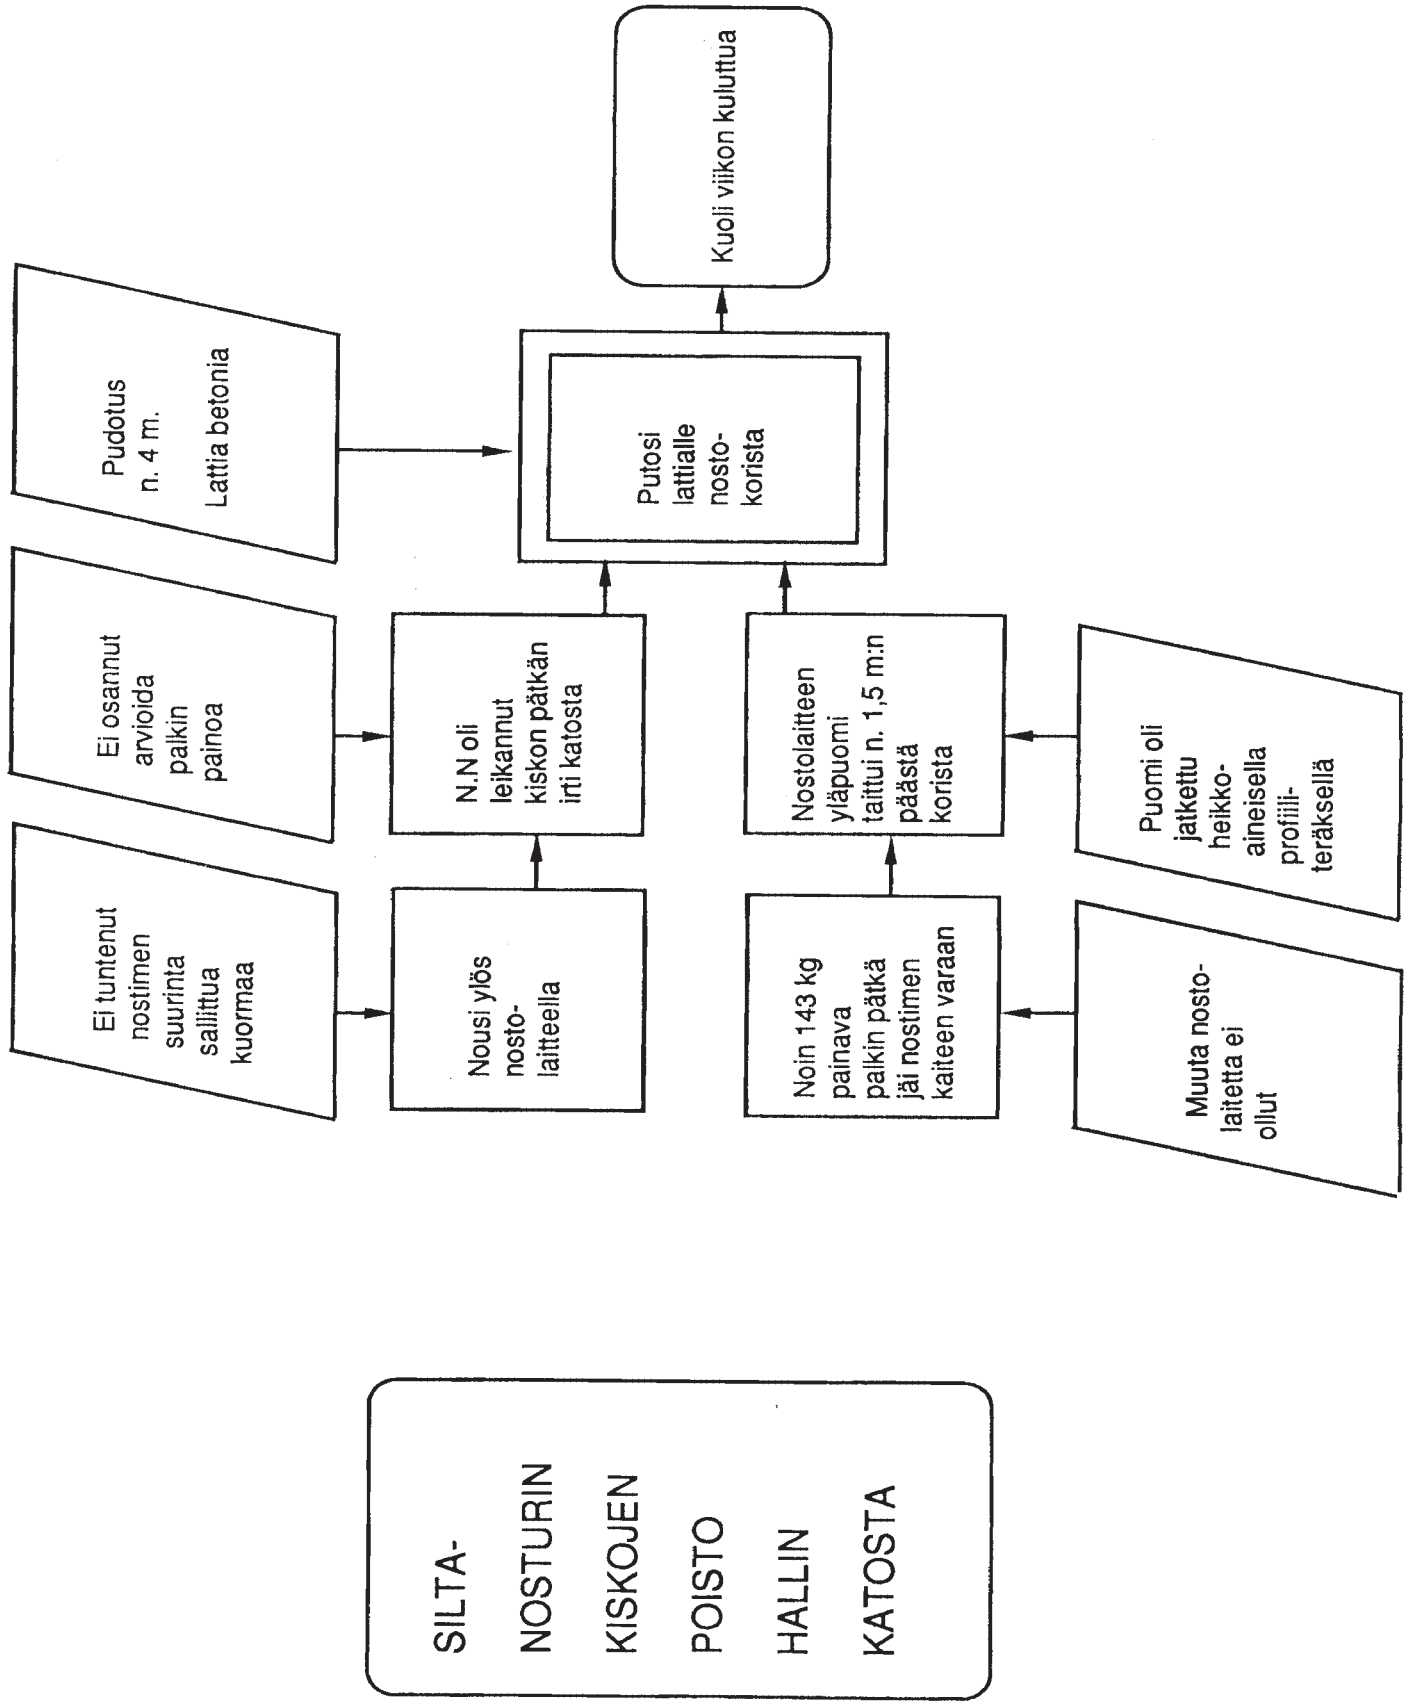 SILTA-
NOSTURIN
KISKOJEN
POISTO
HALLIN
KATOSTA
Ei tuntenut
nostimen
suurinta
sallittua
kuormaa
Ei osannut
arvioida
palkin
painoa
Pudotus
n. 4 m.
Lattia betonia
Nousi ylös
nosto-
laitteella
N.N oli
leikannut
kiskon pätkän
irti katosta
Putosi
lattialle
nosto-
korista
Kuoli viikon kuluttua
Noin 143 kg
painava
palkin pätkä
jäi nostimen
kaiteen varaan
Nostolaitteen
yläpuomi
taittui n. 1,5 m:n
päästä
korista
Muuta nosto-
laitetta ei
ollut
Puomi oli
jatkettu
heikko-
aineisella
profiili-
teräksellä